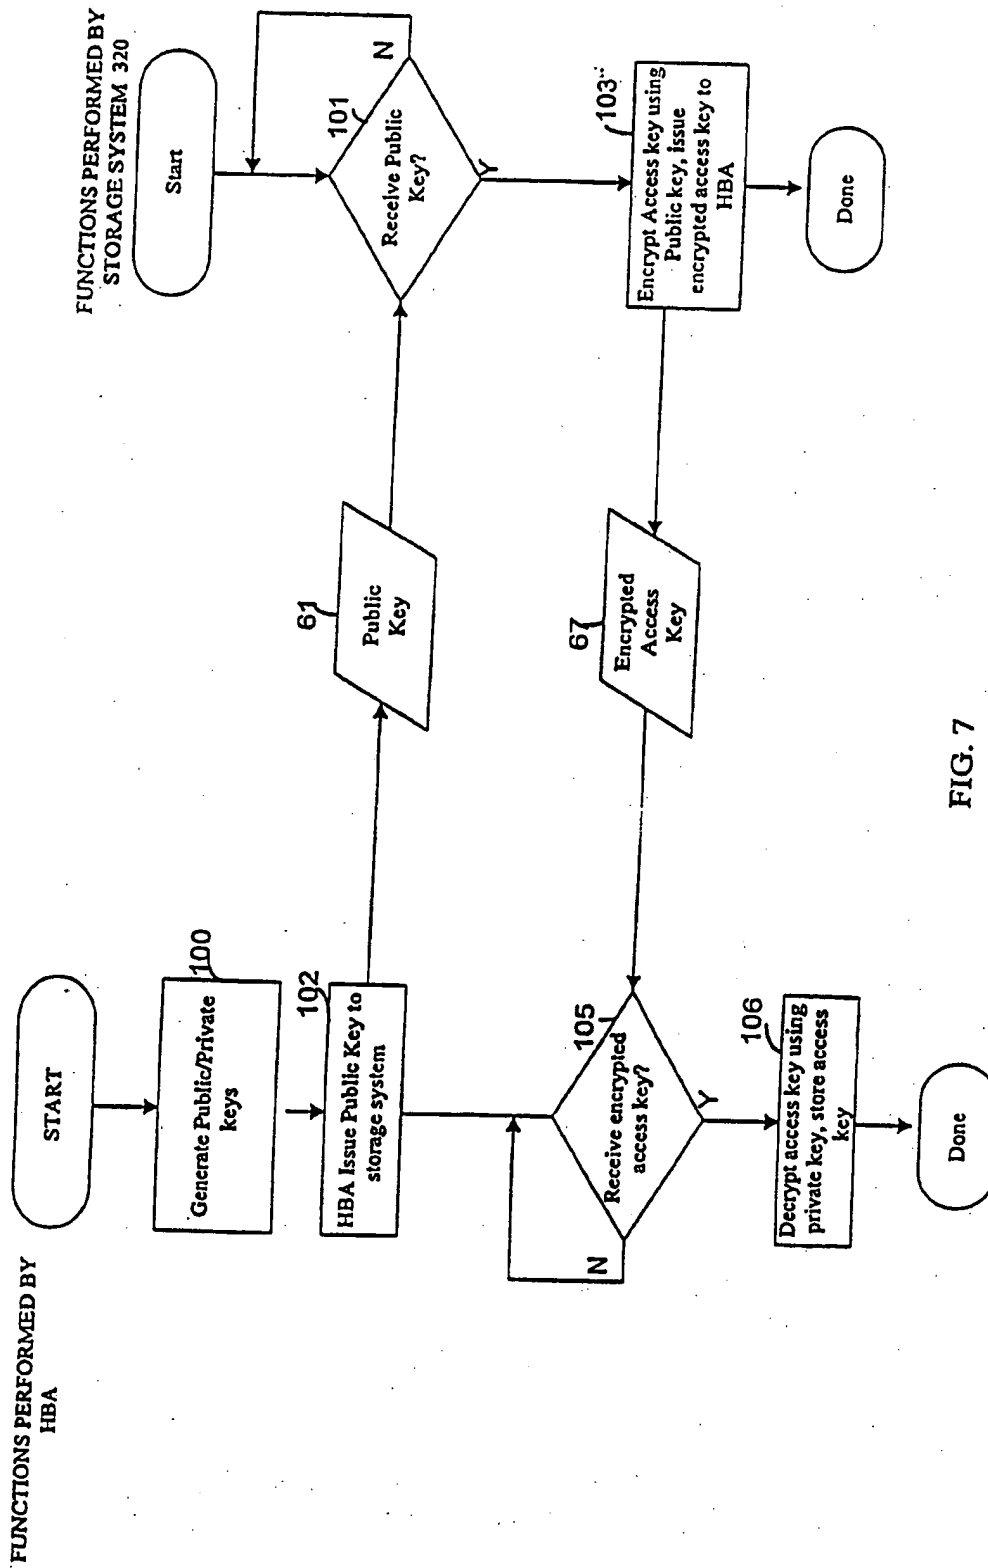 FUNCTIONS PERFORMED BY
HBA
START
100
Generate Public/Private
keys
102
HBA Issue Public Key to
storage system
105
Receive encrypted
access key?
N
Y
106
Decrypt access key using
private key, store access
key
Done
61
Public
Key
67
Encrypted
Access
Key
FUNCTIONS PERFORMED BY
STORAGE SYSTEM 320
Start
101
Receive Public
Key?
N
Y
103
Encrypt Access key using
Public key, issue
encrypted access key to
HBA
Done
FIG. 7